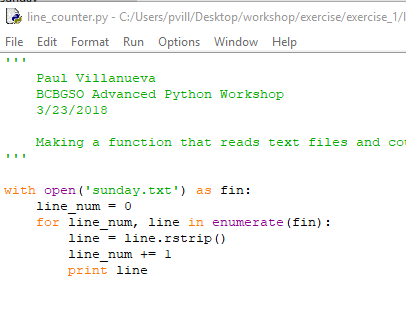 line_counter.py - C:/Users/pvill/Desktop/workshop/exercise/exercise_1/l
File Edit Format Run Options Window Help
'''
    Paul Villanueva
    BCBGSO Advanced Python Workshop
    3/23/2018

    Making a function that reads text files and cou
'''

with open('sunday.txt') as fin:
    line_num = 0
    for line_num, line in enumerate(fin):
        line = line.rstrip()
        line_num += 1
        print line